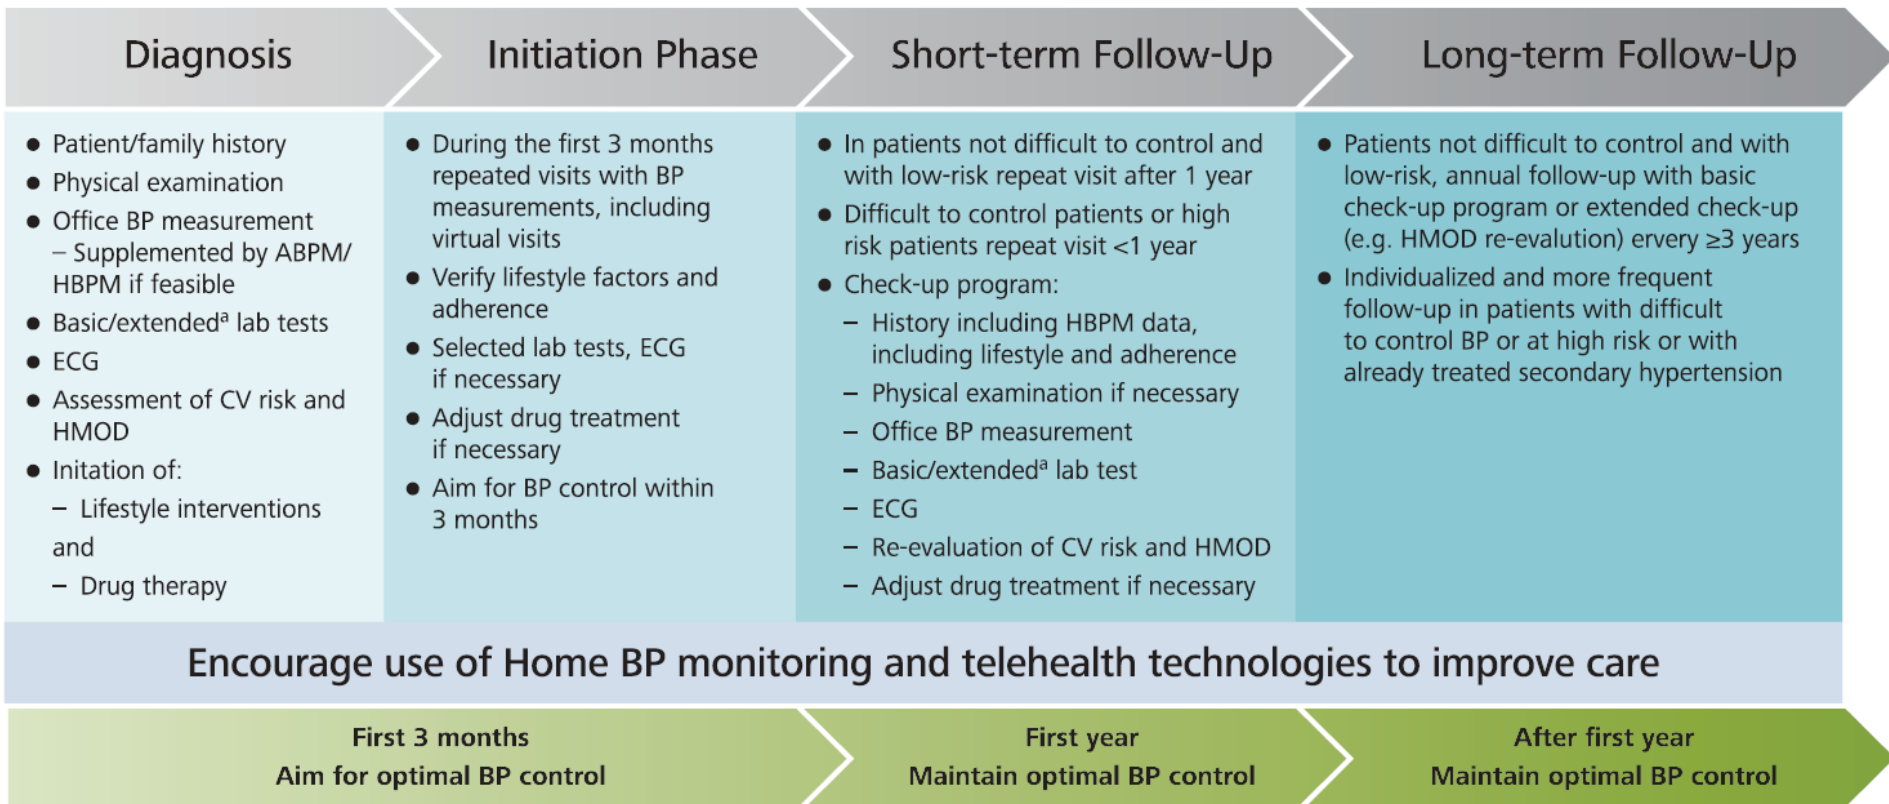 Diagnosis
Initiation Phase
Short-term Follow-Up
Long-term Follow-Up
● Patient/family history
● Physical examination
● Office BP measurement
– Supplemented by ABPM/
HBPM if feasible
● Basic/extendedᵃ lab tests
● ECG
● Assessment of CV risk and
HMOD
● Initation of:
– Lifestyle interventions
and
– Drug therapy
● During the first 3 months
repeated visits with BP
measurements, including
virtual visits
● Verify lifestyle factors and
adherence
● Selected lab tests, ECG
if necessary
● Adjust drug treatment
if necessary
● Aim for BP control within
3 months
● In patients not difficult to control and
with low-risk repeat visit after 1 year
● Difficult to control patients or high
risk patients repeat visit <1 year
● Check-up program:
– History including HBPM data,
including lifestyle and adherence
– Physical examination if necessary
– Office BP measurement
– Basic/extendedᵃ lab test
– ECG
– Re-evaluation of CV risk and HMOD
– Adjust drug treatment if necessary
● Patients not difficult to control and with
low-risk, annual follow-up with basic
check-up program or extended check-up
(e.g. HMOD re-evalution) ervery ≥3 years
● Individualized and more frequent
follow-up in patients with difficult
to control BP or at high risk or with
already treated secondary hypertension
Encourage use of Home BP monitoring and telehealth technologies to improve care
First 3 months
Aim for optimal BP control
First year
Maintain optimal BP control
After first year
Maintain optimal BP control